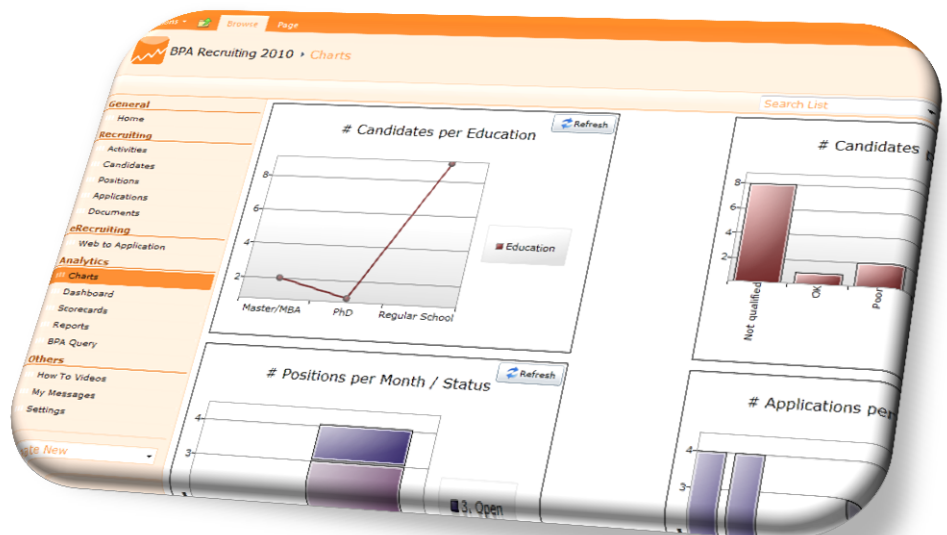 Browse Page
BPA Recruiting 2010 › Charts
Search List
General
Home
Recruiting
Activities
Candidates
Positions
Applications
Documents
eRecruiting
Web to Application
Analytics
Charts
Dashboard
Scorecards
Reports
BPA Query
Others
How To Videos
My Messages
Settings
New
# Candidates per Education
Refresh
8
6
4
2
Master/MBA PhD Regular School
Education
# Candidates
8
6
4
2
Not qualified OK Poor
# Positions per Month / Status
Refresh
4
3
3. Open
# Applications per
4
3